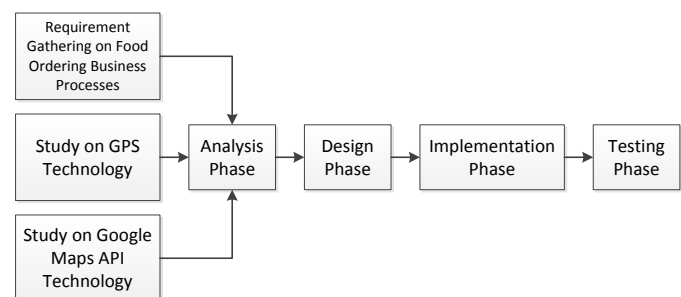 Requirement
Gathering on Food
Ordering Business
Processes
Study on GPS
Technology
Study on Google
Maps API
Technology
Analysis
Phase
Design
Phase
Implementation
Phase
Testing
Phase